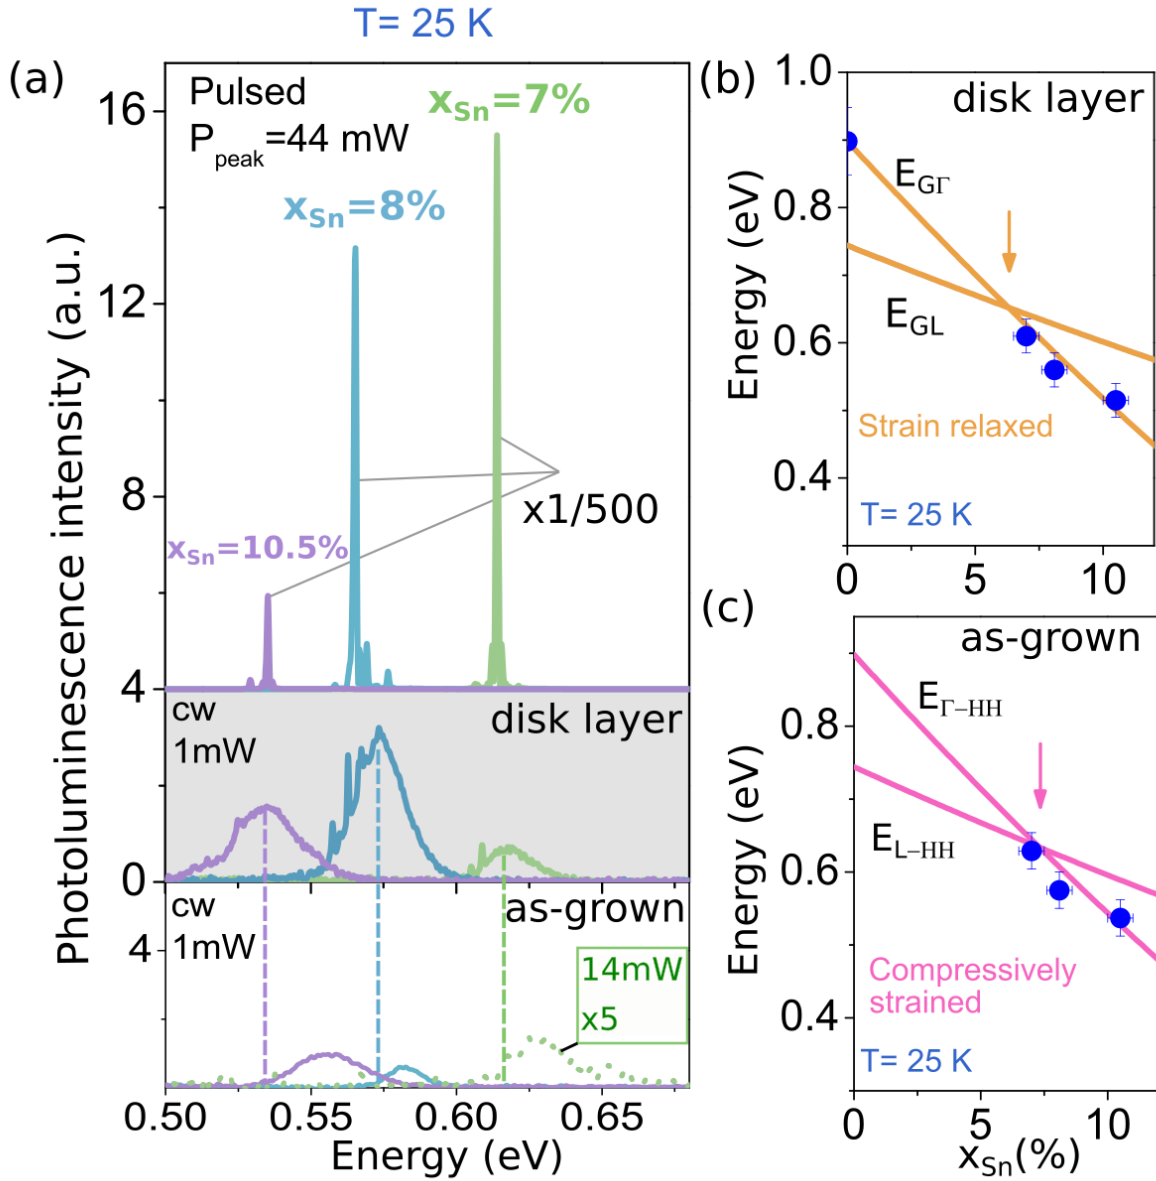 T= 25 K
(a)
Pulsed
P_peak=44 mW
x_Sn=7%
x_Sn=8%
x_Sn=10.5%
x1/500
16
12
8
4
cw
1mW
disk layer
0
cw
1mW
as-grown
4
14mW
x5
0.50 0.55 0.60 0.65
Energy (eV)
Photoluminescence intensity (a.u.)
(b)
disk layer
1.0
0.8
0.6
0.4
Energy (eV)
E_GΓ
E_GL
Strain relaxed
T= 25 K
0 5 10
(c)
as-grown
0.8
0.6
0.4
Energy (eV)
E_Γ–HH
E_L–HH
Compressively
strained
T= 25 K
0 5 10
x_Sn(%)